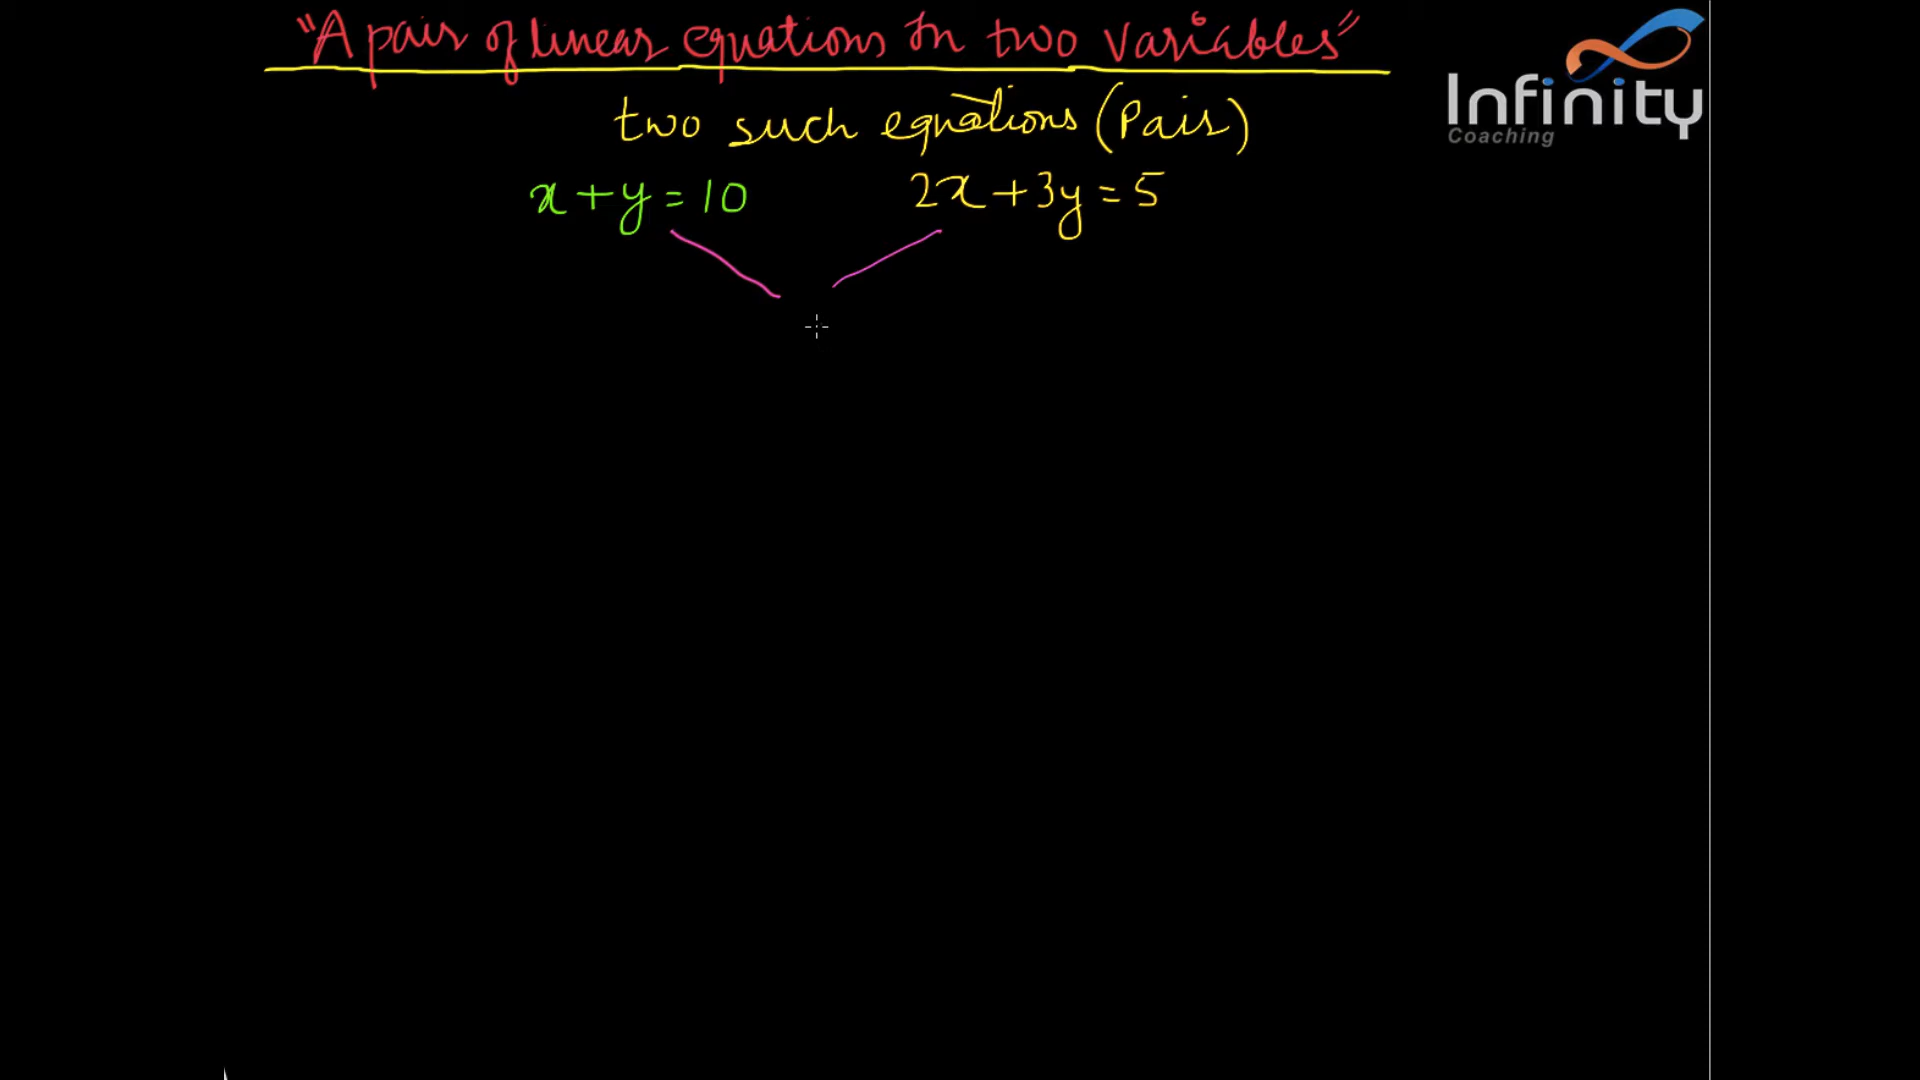 "A pair of linear equations in two variables"
Infinity
Coaching
two such equations (Pair)
x + y = 10
2x + 3y = 5